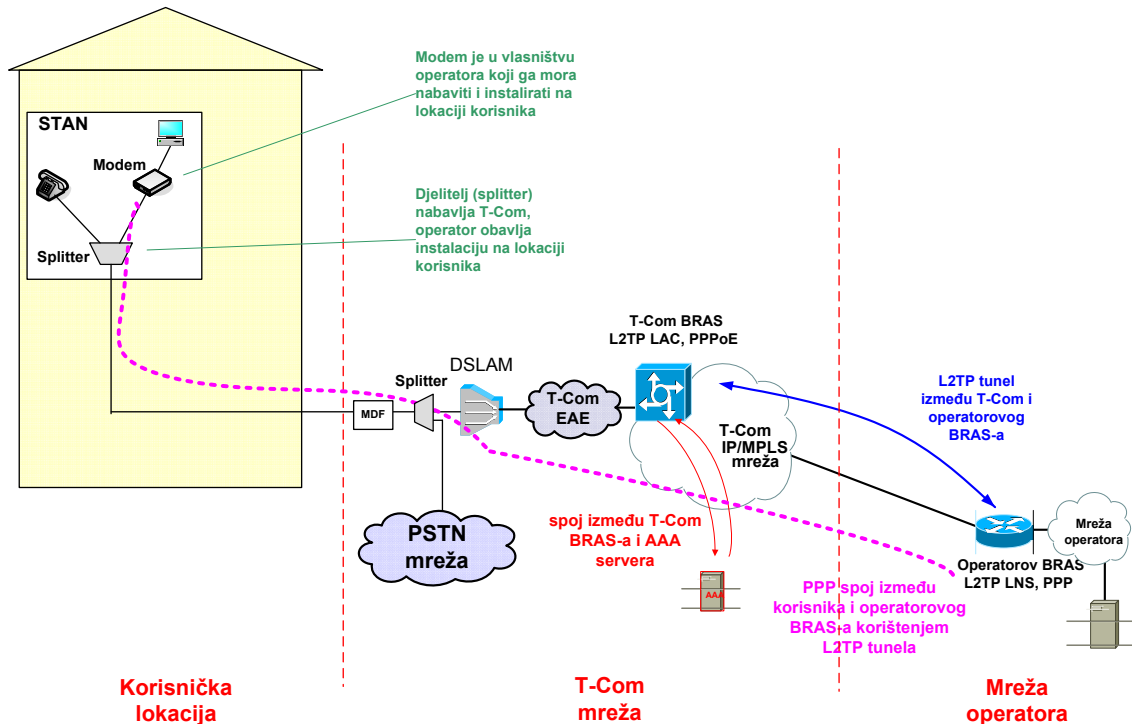 Modem je u vlasništvu
operatora koji ga mora
nabaviti i instalirati na
lokaciji korisnika
STAN
Modem
Djelitelj (splitter)
nabavlja T-Com,
operator obavlja
instalaciju na lokaciji
korisnika
Splitter
T-Com BRAS
L2TP LAC, PPPoE
DSLAM
Splitter
MDF
T-Com
EAE
T-Com
IP/MPLS
mreža
L2TP tunel
između T-Com i
operatorovog
BRAS-a
PSTN
mreža
spoj između T-Com
BRAS-a i AAA
servera
AAA
Mreža
operatora
Operatorov BRAS
L2TP LNS, PPP
PPP spoj između
korisnika i operatorovog
BRAS-a korištenjem
L2TP tunela
Korisnička
lokacija
T-Com
mreža
Mreža
operatora